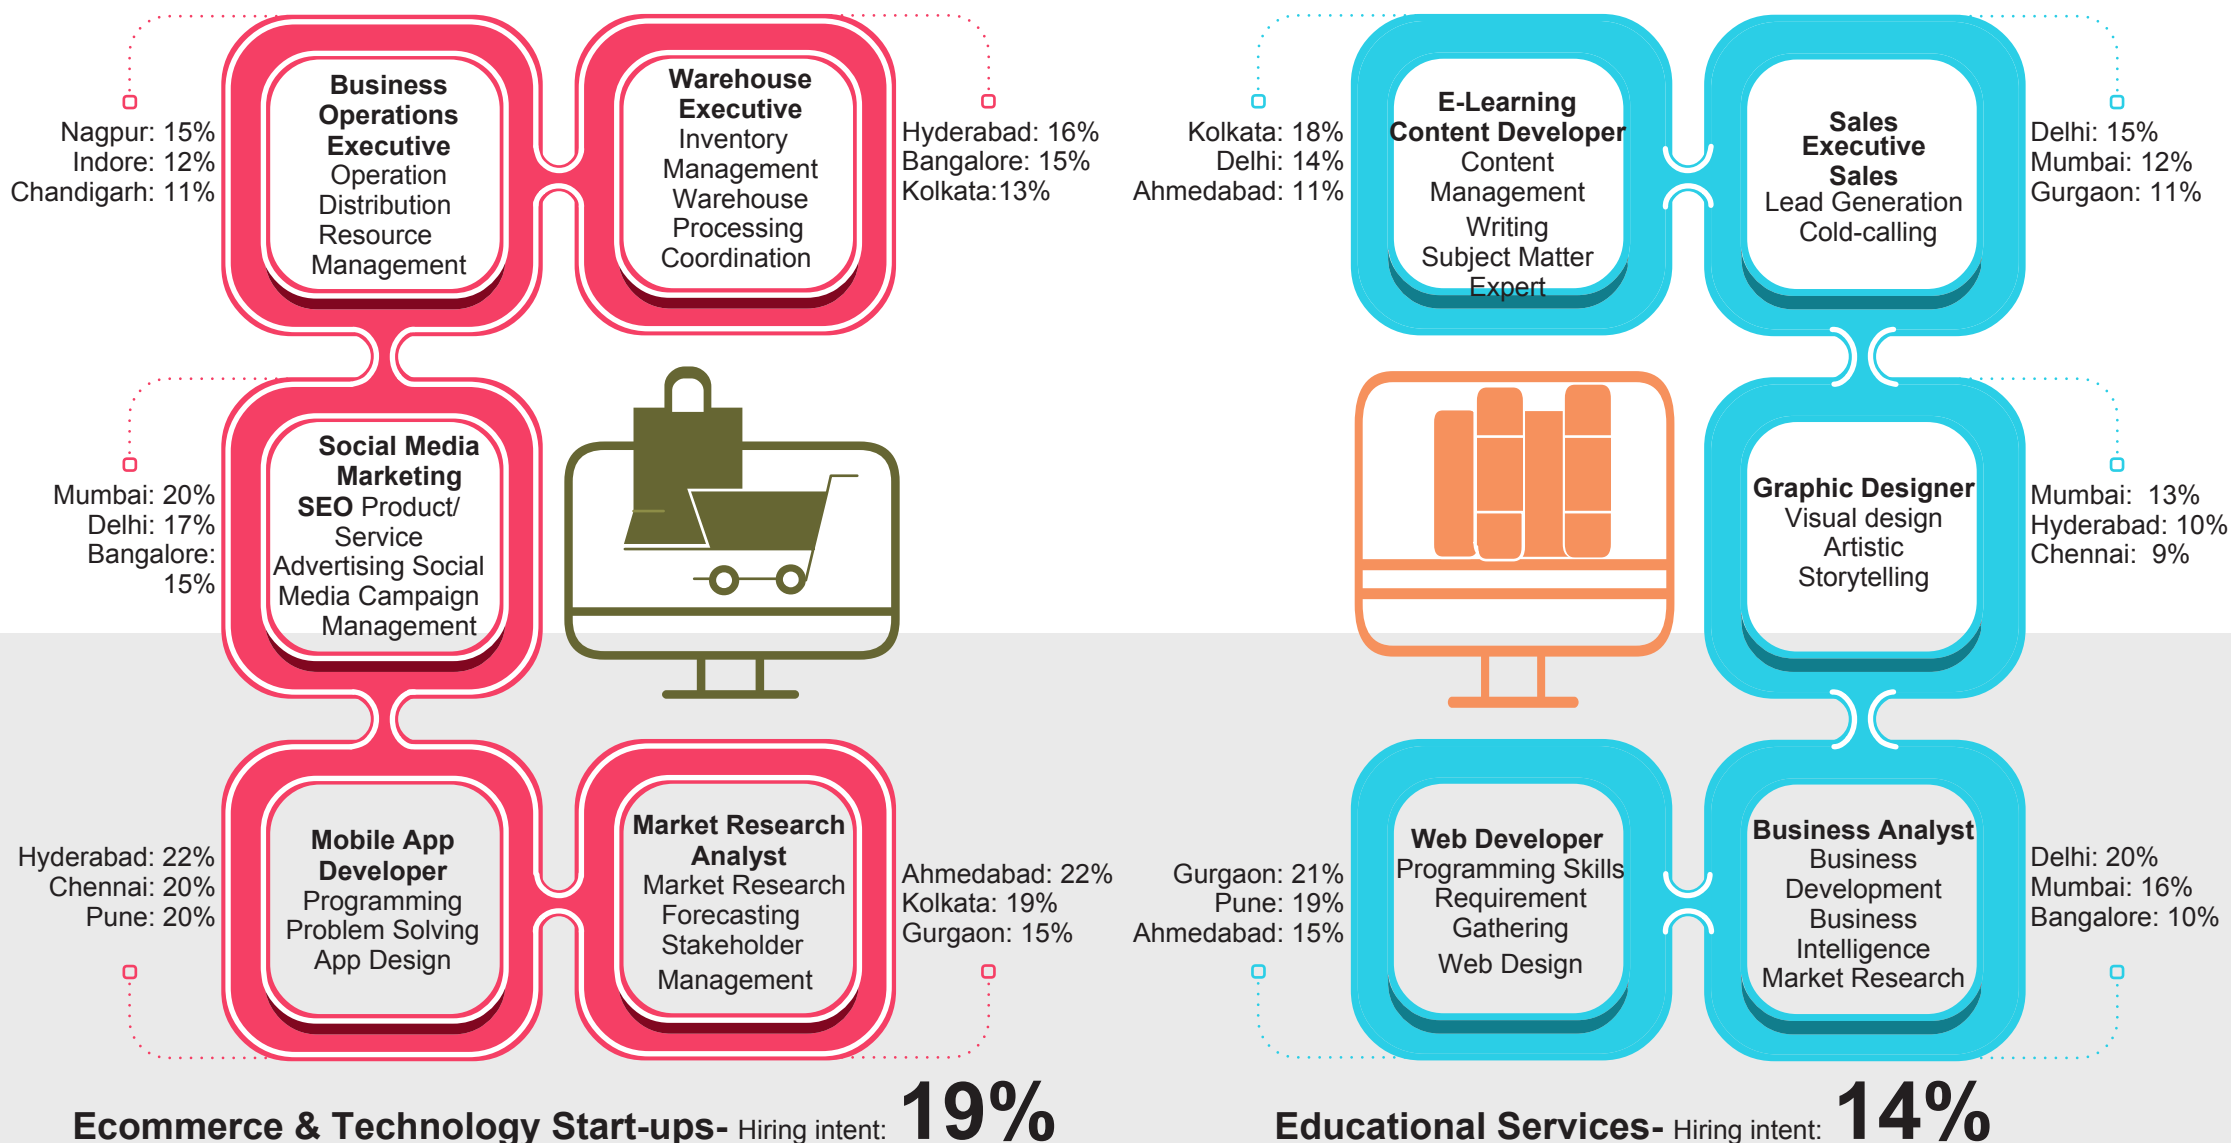 Nagpur: 15%
Indore: 12%
Chandigarh: 11%
Business
Operations
Executive
Operation
Distribution
Resource
Management
Warehouse
Executive
Inventory
Management
Warehouse
Processing
Coordination
Hyderabad: 16%
Bangalore: 15%
Kolkata:13%
Mumbai: 20%
Delhi: 17%
Bangalore:
15%
Social Media
Marketing
SEO Product/
Service
Advertising Social
Media Campaign
Management
Hyderabad: 22%
Chennai: 20%
Pune: 20%
Mobile App
Developer
Programming
Problem Solving
App Design
Market Research
Analyst
Market Research
Forecasting
Stakeholder
Management
Ahmedabad: 22%
Kolkata: 19%
Gurgaon: 15%
Ecommerce & Technology Start-ups- Hiring intent: 19%
Kolkata: 18%
Delhi: 14%
Ahmedabad: 11%
E-Learning
Content Developer
Content
Management
Writing
Subject Matter
Expert
Sales
Executive
Sales
Lead Generation
Cold-calling
Delhi: 15%
Mumbai: 12%
Gurgaon: 11%
Graphic Designer
Visual design
Artistic
Storytelling
Mumbai: 13%
Hyderabad: 10%
Chennai: 9%
Gurgaon: 21%
Pune: 19%
Ahmedabad: 15%
Web Developer
Programming Skills
Requirement
Gathering
Web Design
Business Analyst
Business
Development
Business
Intelligence
Market Research
Delhi: 20%
Mumbai: 16%
Bangalore: 10%
Educational Services- Hiring intent: 14%